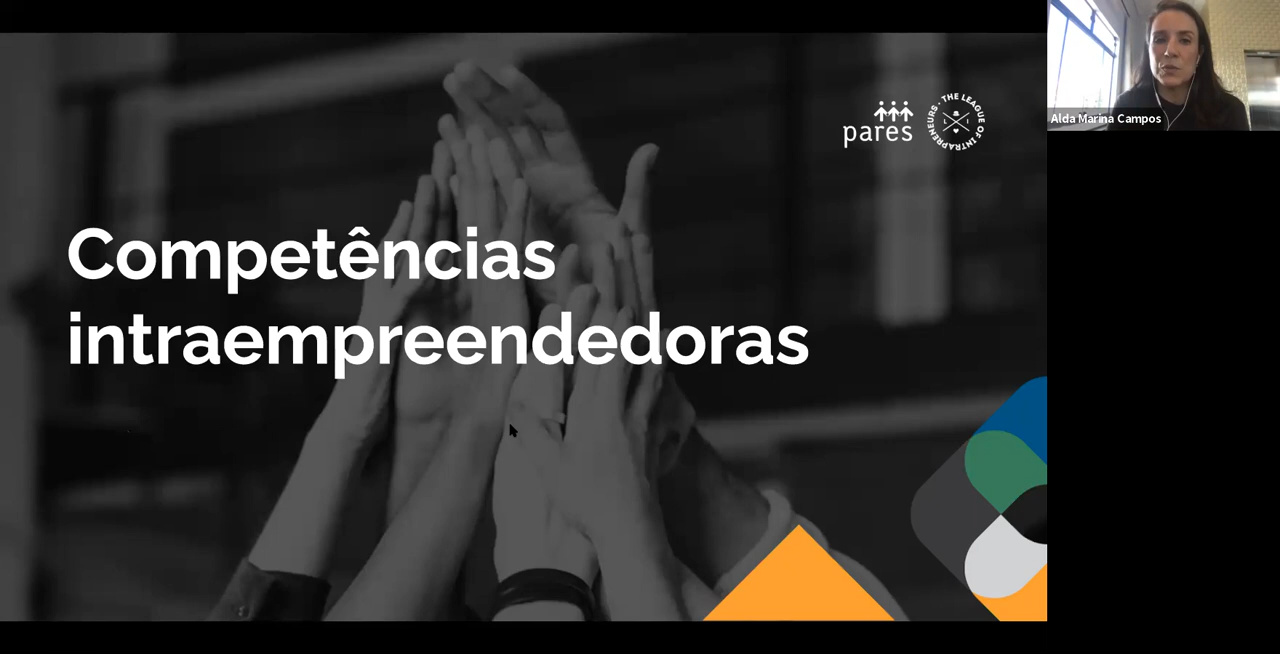 Competências
intraempreendedoras
pares
THE LEAGUE OF INTRAPRENEURS •
L I
Alda Marina Campos